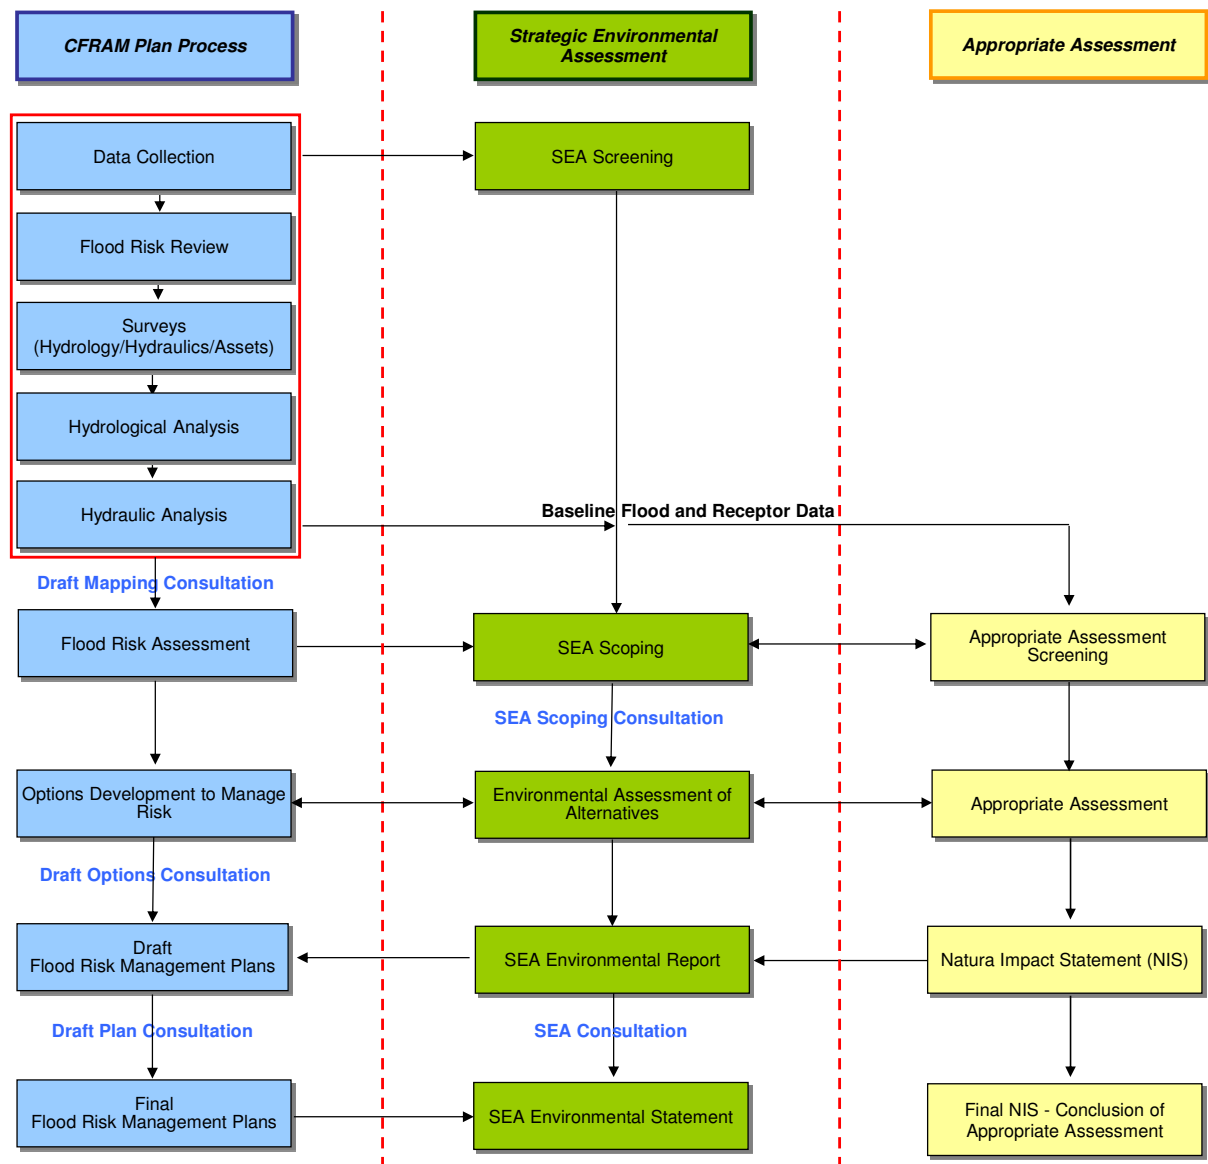 CFRAM Plan Process
Strategic Environmental
Assessment
Appropriate Assessment
Data Collection
SEA Screening
Flood Risk Review
Surveys
(Hydrology/Hydraulics/Assets)
Hydrological Analysis
Hydraulic Analysis
Baseline Flood and Receptor Data
Draft Mapping Consultation
Flood Risk Assessment
SEA Scoping
Appropriate Assessment
Screening
SEA Scoping Consultation
Options Development to Manage
Risk
Environmental Assessment of
Alternatives
Appropriate Assessment
Draft Options Consultation
Draft
Flood Risk Management Plans
SEA Environmental Report
Natura Impact Statement (NIS)
Draft Plan Consultation
SEA Consultation
Final
Flood Risk Management Plans
SEA Environmental Statement
Final NIS - Conclusion of
Appropriate Assessment